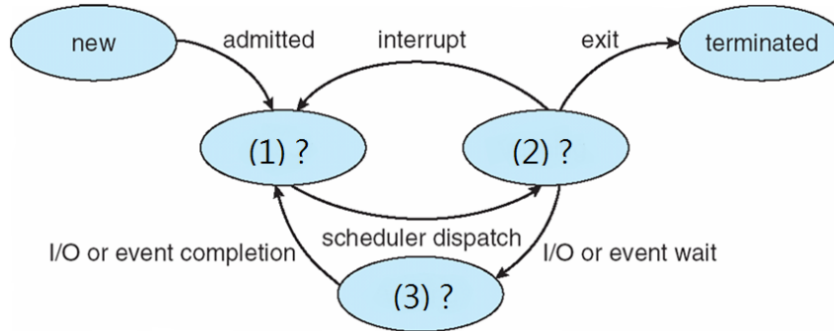 new
admitted
interrupt
exit
terminated
(1) ?
(2) ?
I/O or event completion
scheduler dispatch
I/O or event wait
(3) ?